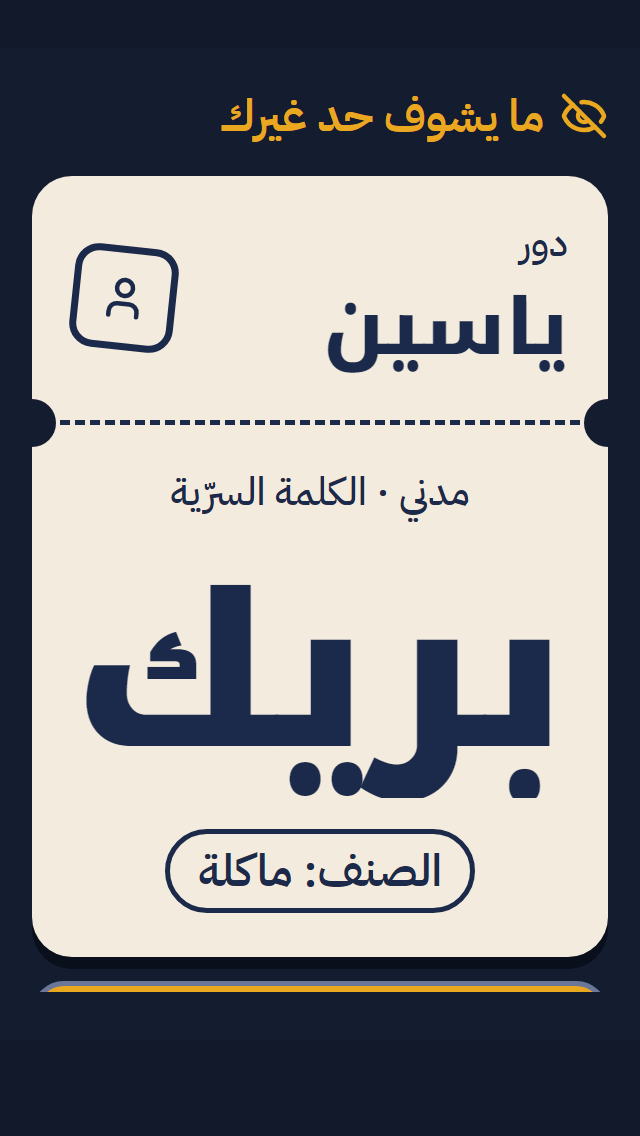 ما يشوف حد غيرك
دور
ياسين
مدني · الكلمة السرّية
بريك
الصنف: ماكلة